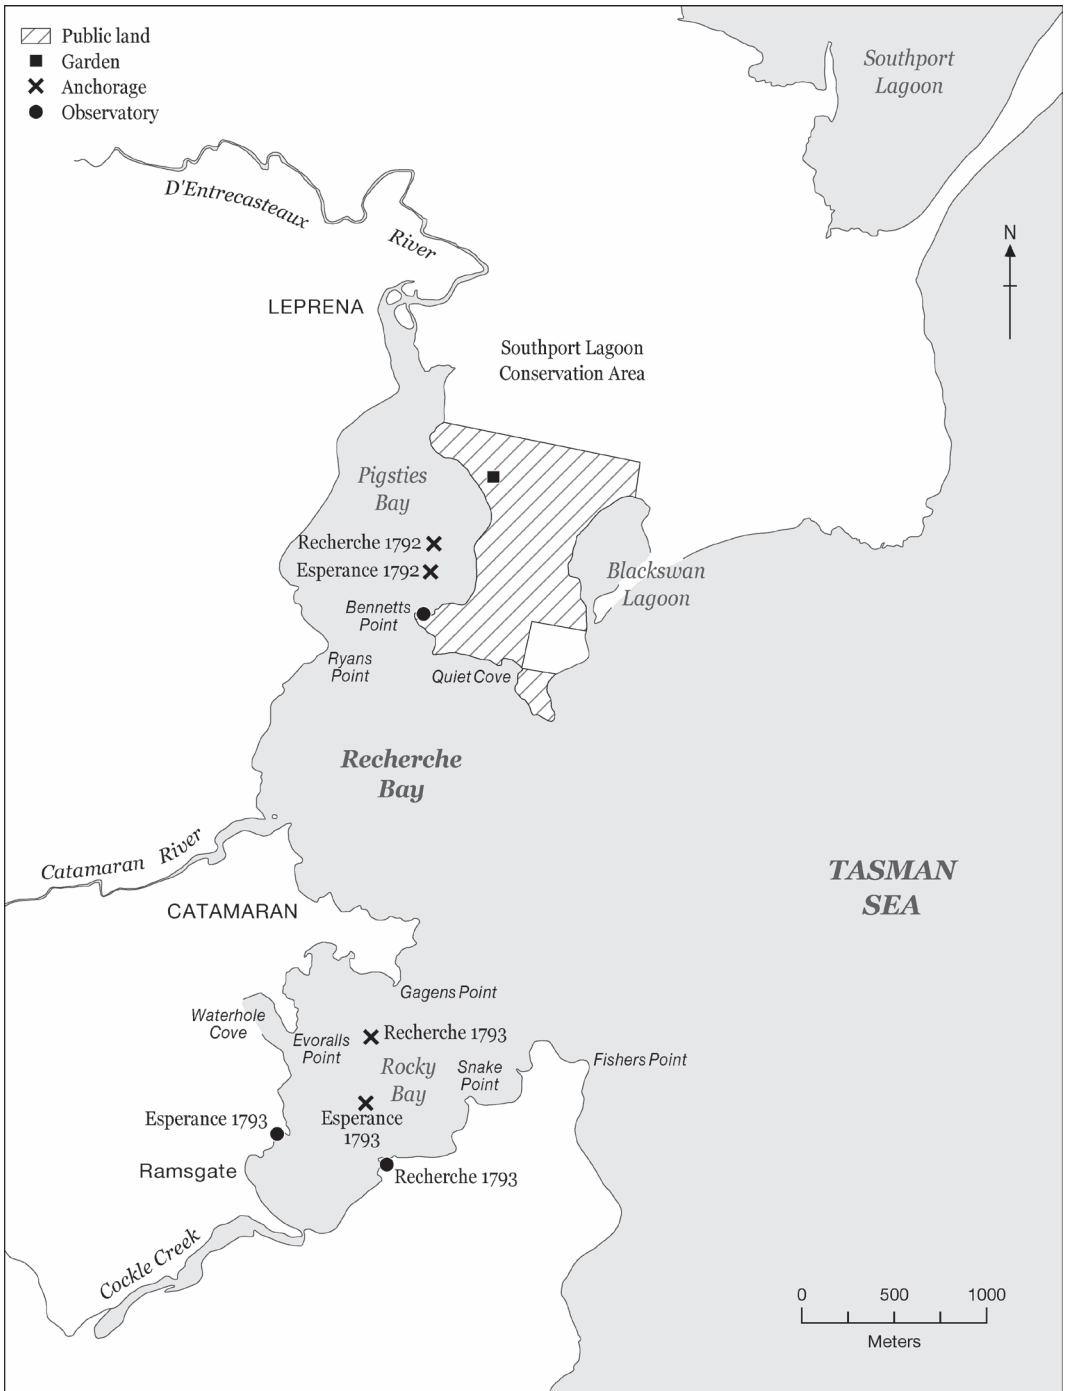 Public land
Garden
Anchorage
Observatory
Southport
Lagoon
D'Entrecasteaux
River
N
LEPRENA
Southport Lagoon
Conservation Area
Pigsties
Bay
Recherche 1792
Esperance 1792
Blackswan
Lagoon
Bennetts
Point
Ryans
Point
Quiet Cove
Recherche
Bay
Catamaran River
TASMAN
SEA
CATAMARAN
Gagens Point
Waterhole
Cove
Evoralls
Point
Recherche 1793
Rocky
Bay
Snake
Point
Fishers Point
Esperance 1793
Esperance
1793
Ramsgate
Recherche 1793
Cockle Creek
0 500 1000
Meters